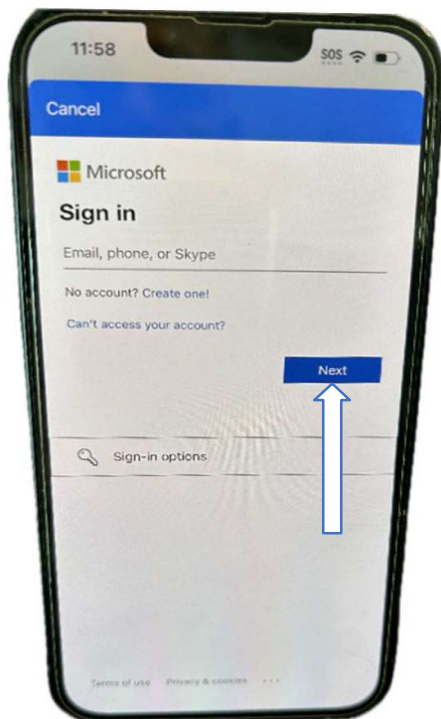 11:58
SOS
Cancel
Microsoft
Sign in
Email, phone, or Skype
No account? Create one!
Can't access your account?
Next
Sign-in options
Terms of use Privacy & cookies ...